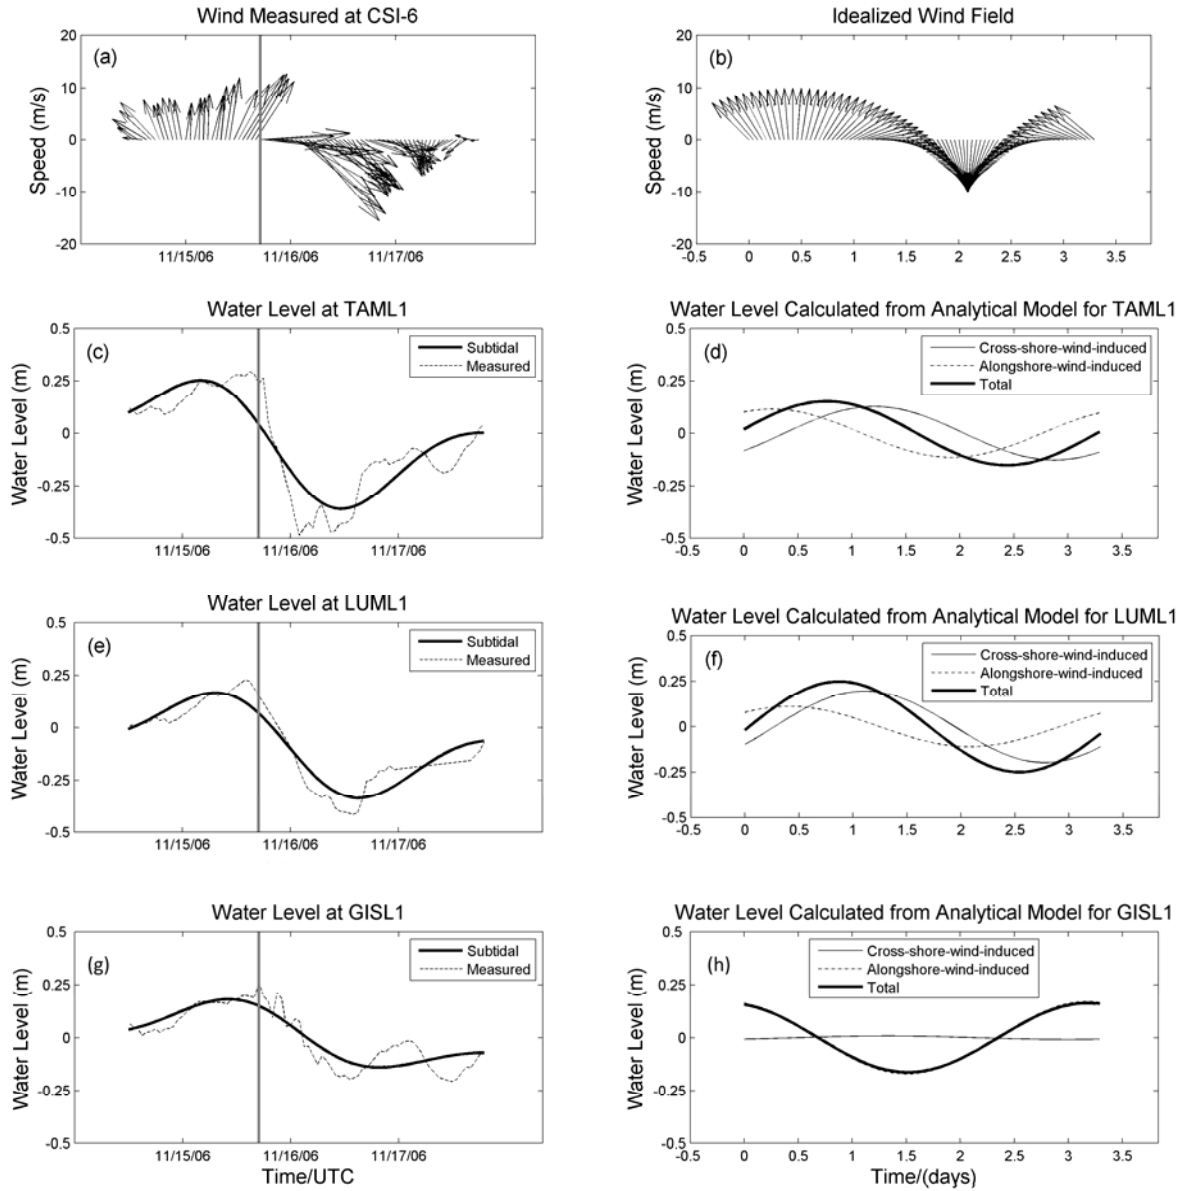 Wind Measured at CSI-6
20
10
0
-10
-20
Speed (m/s)
(a)
11/15/06
11/16/06
11/17/06
Idealized Wind Field
20
10
0
-10
-20
Speed (m/s)
(b)
-0.5
0
0.5
1
1.5
2
2.5
3
3.5
Water Level at TAML1
0.5
0.25
0
-0.25
-0.5
Water Level (m)
(c)
Subtidal
Measured
11/15/06
11/16/06
11/17/06
Water Level Calculated from Analytical Model for TAML1
0.5
0.25
0
-0.25
-0.5
Water Level (m)
(d)
Cross-shore-wind-induced
Alongshore-wind-induced
Total
-0.5
0
0.5
1
1.5
2
2.5
3
3.5
Water Level at LUML1
0.5
0.25
0
-0.25
-0.5
Water Level (m)
(e)
Subtidal
Measured
11/15/06
11/16/06
11/17/06
Water Level Calculated from Analytical Model for LUML1
0.5
0.25
0
-0.25
-0.5
Water Level (m)
(f)
Cross-shore-wind-induced
Alongshore-wind-induced
Total
-0.5
0
0.5
1
1.5
2
2.5
3
3.5
Water Level at GISL1
0.5
0.25
0
-0.25
-0.5
Water Level (m)
(g)
Subtidal
Measured
11/15/06
11/16/06
11/17/06
Time/UTC
Water Level Calculated from Analytical Model for GISL1
0.5
0.25
0
-0.25
-0.5
Water Level (m)
(h)
Cross-shore-wind-induced
Alongshore-wind-induced
Total
-0.5
0
0.5
1
1.5
2
2.5
3
3.5
Time/(days)